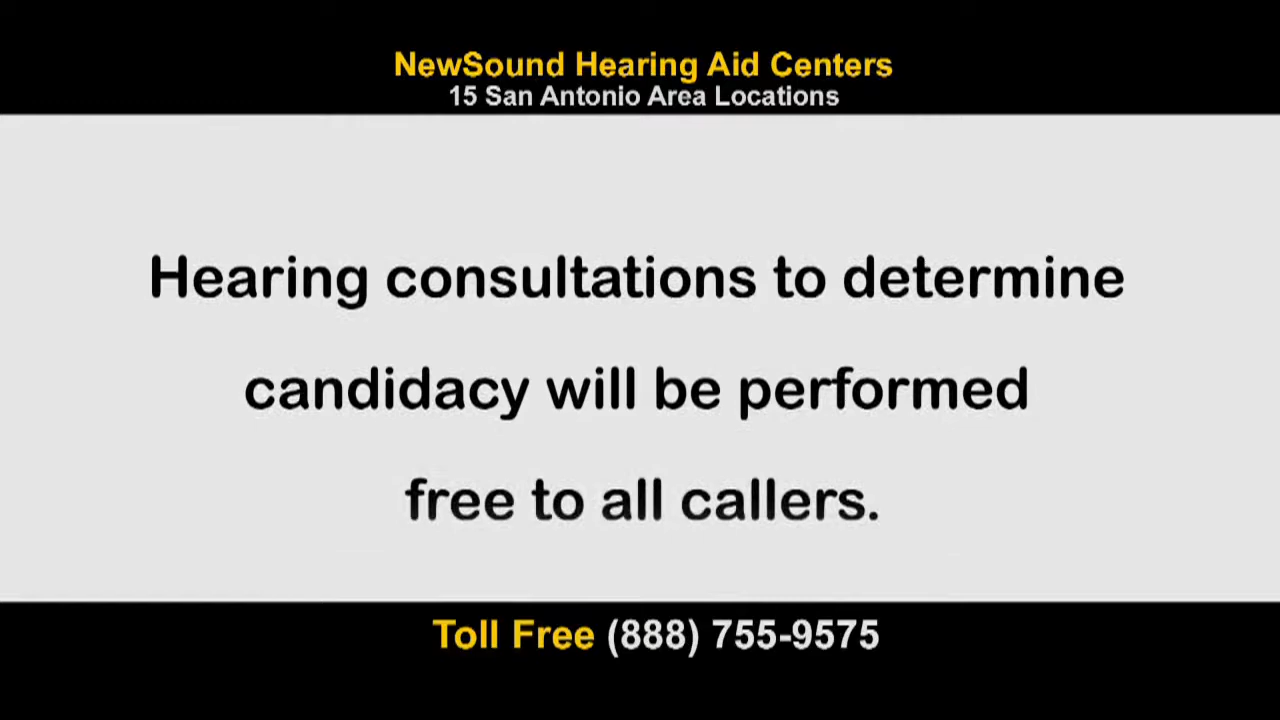 NewSound Hearing Aid Centers
15 San Antonio Area Locations
Hearing consultations to determine
candidacy will be performed
free to all callers.
Toll Free (888) 755-9575